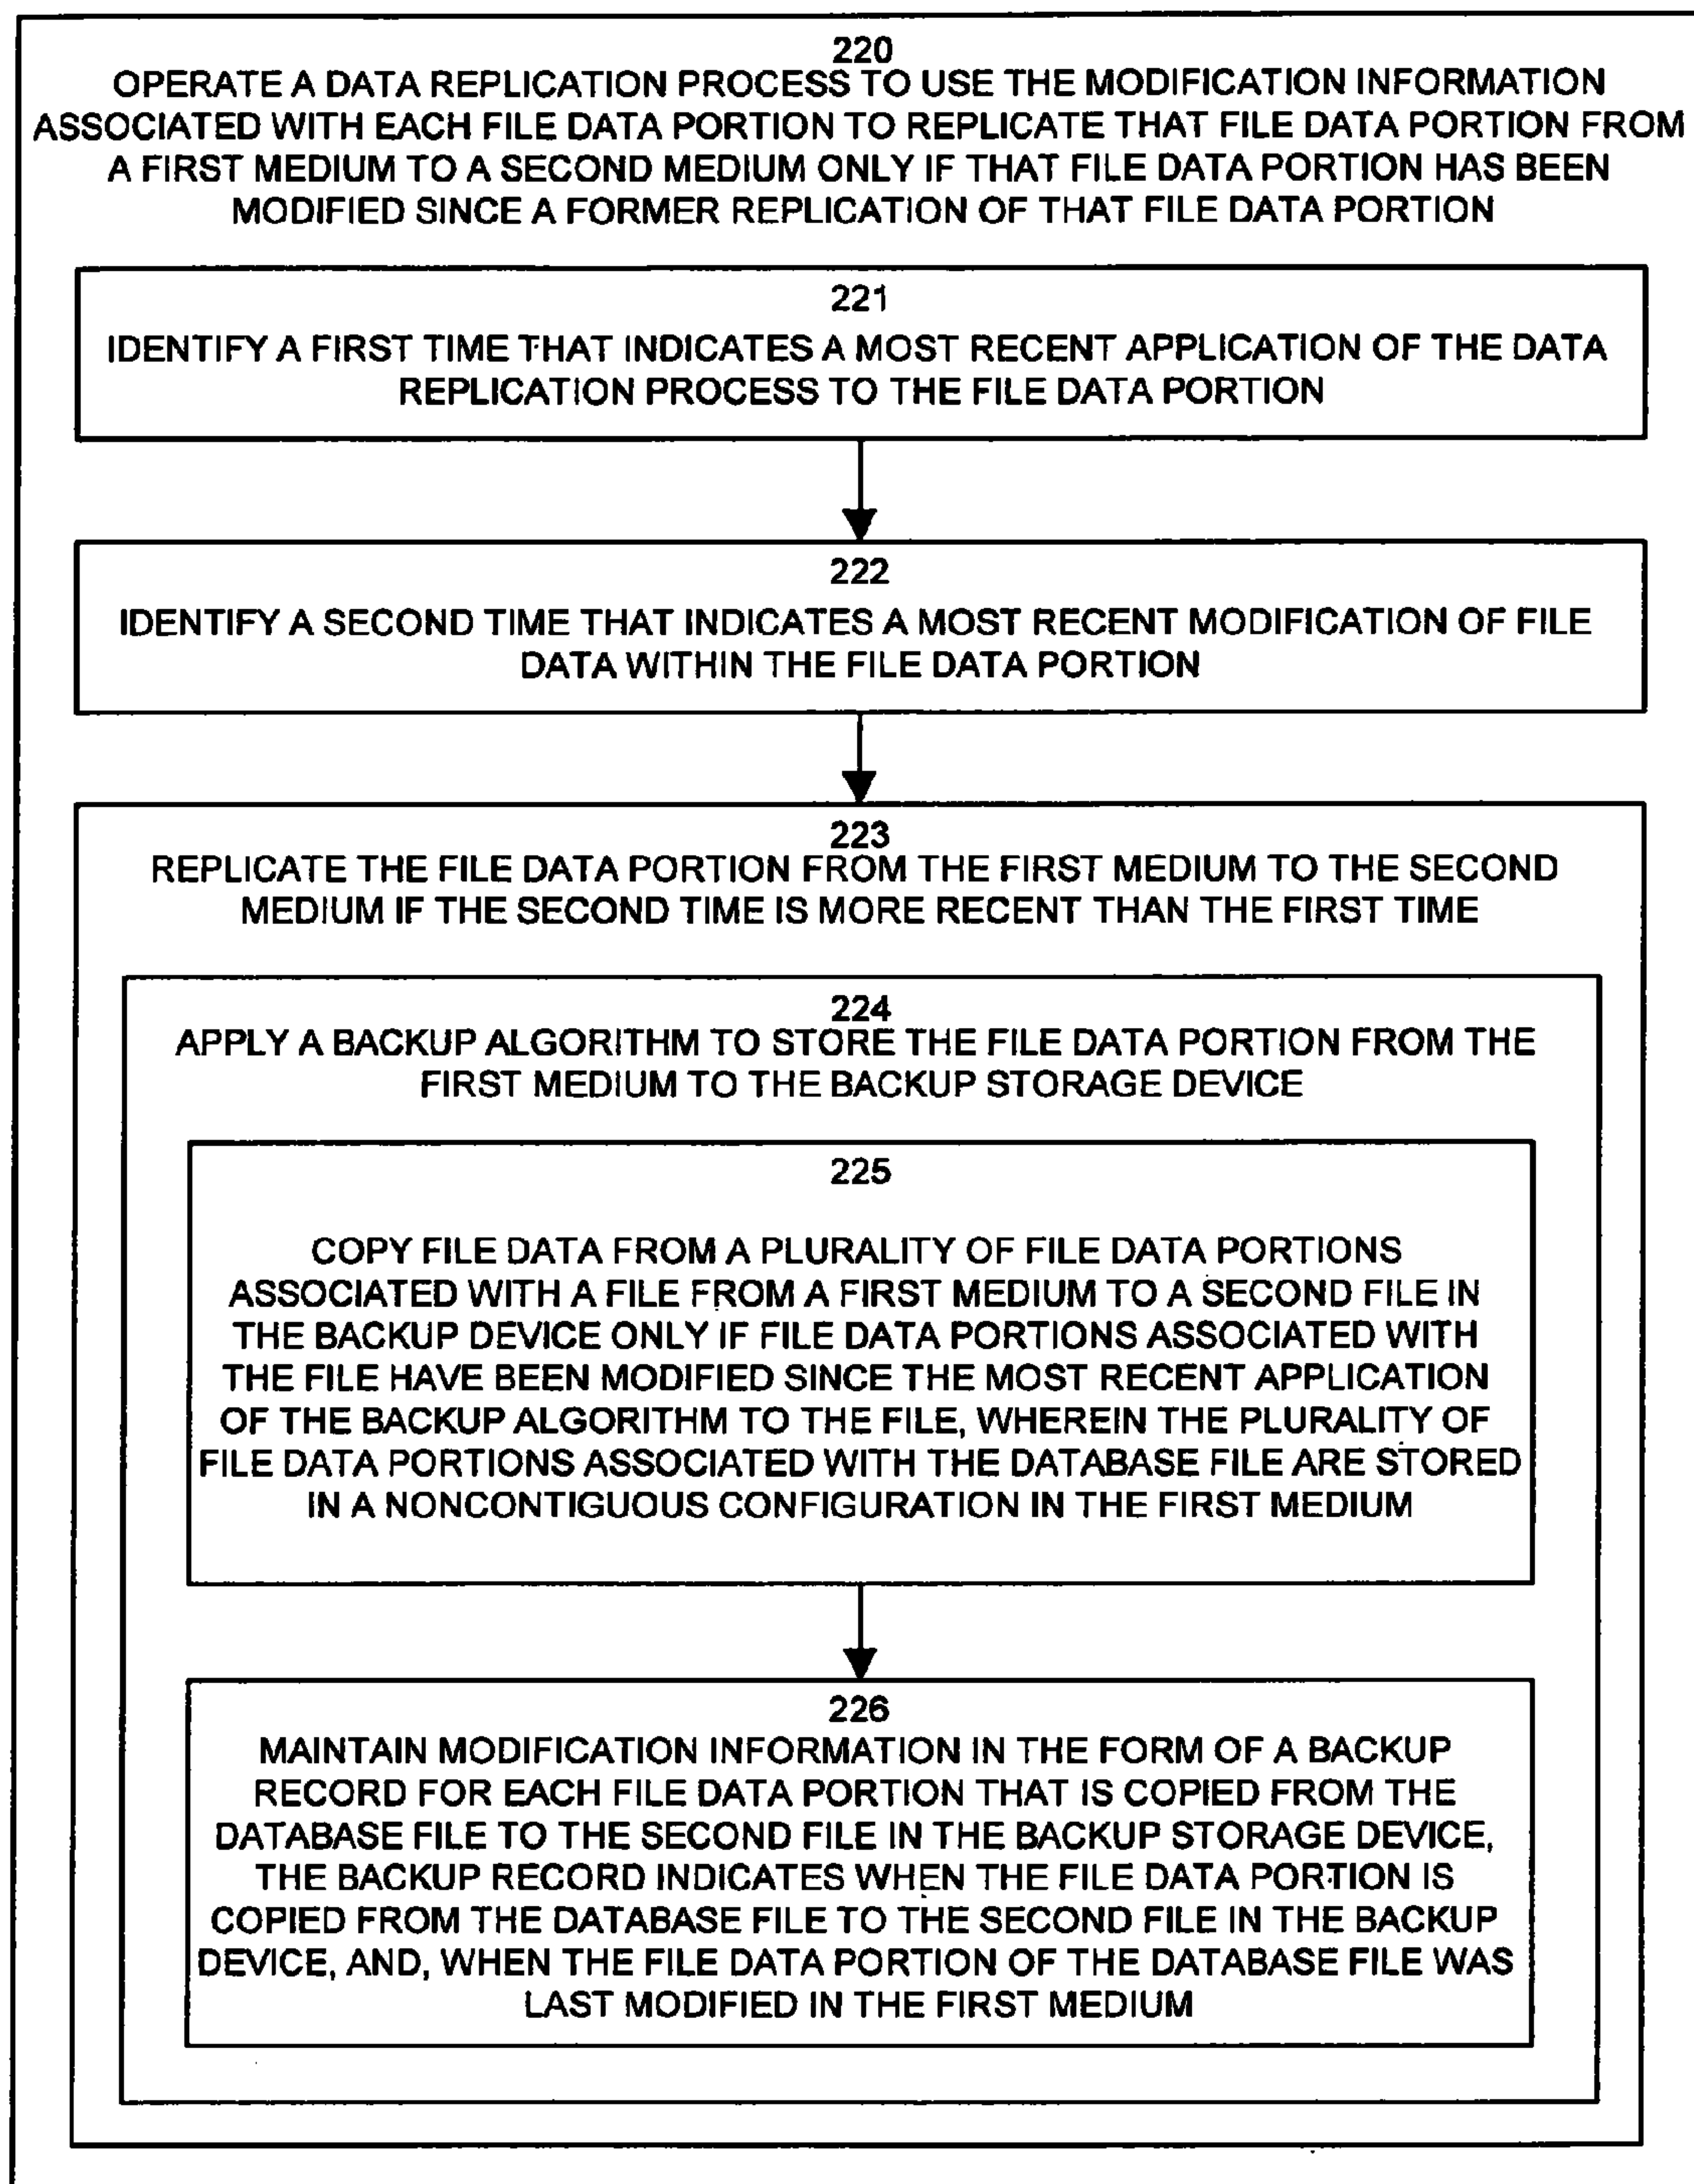 220
OPERATE A DATA REPLICATION PROCESS TO USE THE MODIFICATION INFORMATION
ASSOCIATED WITH EACH FILE DATA PORTION TO REPLICATE THAT FILE DATA PORTION FROM
A FIRST MEDIUM TO A SECOND MEDIUM ONLY IF THAT FILE DATA PORTION HAS BEEN
MODIFIED SINCE A FORMER REPLICATION OF THAT FILE DATA PORTION
221
IDENTIFY A FIRST TIME THAT INDICATES A MOST RECENT APPLICATION OF THE DATA
REPLICATION PROCESS TO THE FILE DATA PORTION
222
IDENTIFY A SECOND TIME THAT INDICATES A MOST RECENT MODIFICATION OF FILE
DATA WITHIN THE FILE DATA PORTION
223
REPLICATE THE FILE DATA PORTION FROM THE FIRST MEDIUM TO THE SECOND
MEDIUM IF THE SECOND TIME IS MORE RECENT THAN THE FIRST TIME
224
APPLY A BACKUP ALGORITHM TO STORE THE FILE DATA PORTION FROM THE
FIRST MEDIUM TO THE BACKUP STORAGE DEVICE
225
COPY FILE DATA FROM A PLURALITY OF FILE DATA PORTIONS
ASSOCIATED WITH A FILE FROM A FIRST MEDIUM TO A SECOND FILE IN
THE BACKUP DEVICE ONLY IF FILE DATA PORTIONS ASSOCIATED WITH
THE FILE HAVE BEEN MODIFIED SINCE THE MOST RECENT APPLICATION
OF THE BACKUP ALGORITHM TO THE FILE, WHEREIN THE PLURALITY OF
FILE DATA PORTIONS ASSOCIATED WITH THE DATABASE FILE ARE STORED
IN A NONCONTIGUOUS CONFIGURATION IN THE FIRST MEDIUM
226
MAINTAIN MODIFICATION INFORMATION IN THE FORM OF A BACKUP
RECORD FOR EACH FILE DATA PORTION THAT IS COPIED FROM THE
DATABASE FILE TO THE SECOND FILE IN THE BACKUP STORAGE DEVICE,
THE BACKUP RECORD INDICATES WHEN THE FILE DATA PORTION IS
COPIED FROM THE DATABASE FILE TO THE SECOND FILE IN THE BACKUP
DEVICE, AND, WHEN THE FILE DATA PORTION OF THE DATABASE FILE WAS
LAST MODIFIED IN THE FIRST MEDIUM